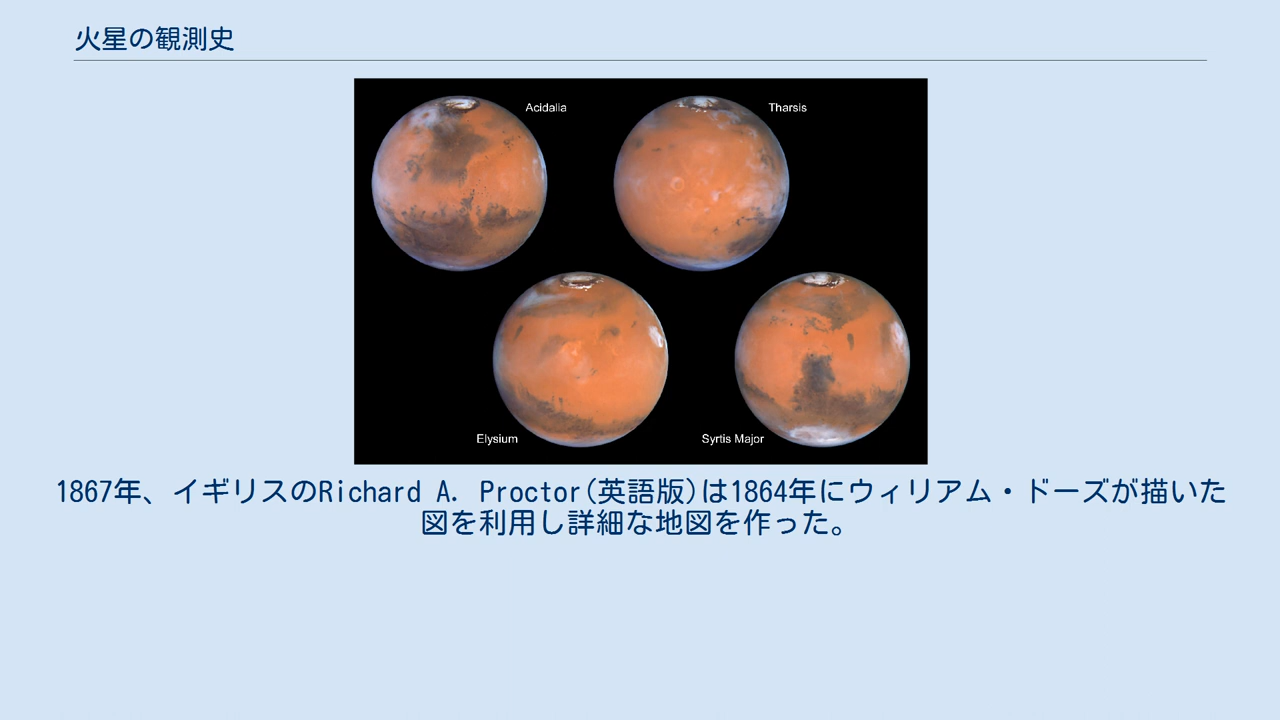 火星の観測史
Acidalia
Tharsis
Elysium
Syrtis Major
1867年、イギリスのRichard A. Proctor(英語版)は1864年にウィリアム・ドーズが描いた
図を利用し詳細な地図を作った。